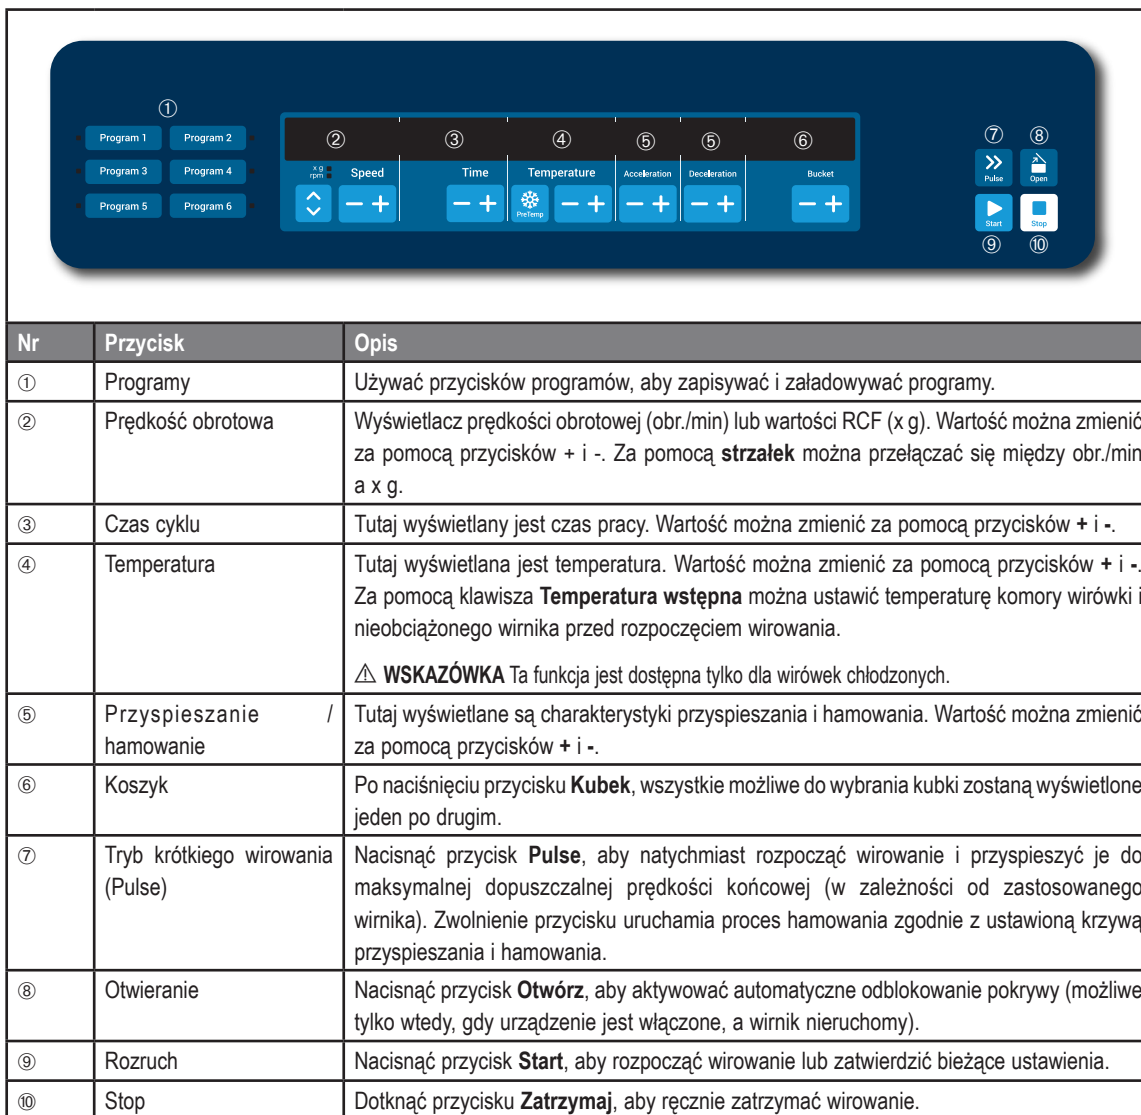 ①
Program 1 Program 2
Program 3 Program 4
Program 5 Program 6
② ③ ④ ⑤ ⑤ ⑥
x g
rpm
Speed Time Temperature Acceleration Deceleration Bucket
− + − + PreTemp − + − + − + − +
⑦ ⑧
Pulse Open
Start Stop
⑨ ⑩
Nr Przycisk Opis
① Programy Używać przycisków programów, aby zapisywać i załadowywać programy.
② Prędkość obrotowa Wyświetlacz prędkości obrotowej (obr./min) lub wartości RCF (x g). Wartość można zmienić
za pomocą przycisków + i -. Za pomocą strzałek można przełączać się między obr./min
a x g.
③ Czas cyklu Tutaj wyświetlany jest czas pracy. Wartość można zmienić za pomocą przycisków + i -.
④ Temperatura Tutaj wyświetlana jest temperatura. Wartość można zmienić za pomocą przycisków + i -.
Za pomocą klawisza Temperatura wstępna można ustawić temperaturę komory wirówki i
nieobciążonego wirnika przed rozpoczęciem wirowania.
⚠ WSKAZÓWKA Ta funkcja jest dostępna tylko dla wirówek chłodzonych.
⑤ Przyspieszanie / Tutaj wyświetlane są charakterystyki przyspieszania i hamowania. Wartość można zmienić
hamowanie za pomocą przycisków + i -.
⑥ Koszyk Po naciśnięciu przycisku Kubek, wszystkie możliwe do wybrania kubki zostaną wyświetlone
jeden po drugim.
⑦ Tryb krótkiego wirowania Nacisnąć przycisk Pulse, aby natychmiast rozpocząć wirowanie i przyspieszyć je do
(Pulse) maksymalnej dopuszczalnej prędkości końcowej (w zależności od zastosowanego
wirnika). Zwolnienie przycisku uruchamia proces hamowania zgodnie z ustawioną krzywą
przyspieszania i hamowania.
⑧ Otwieranie Nacisnąć przycisk Otwórz, aby aktywować automatyczne odblokowanie pokrywy (możliwe
tylko wtedy, gdy urządzenie jest włączone, a wirnik nieruchomy).
⑨ Rozruch Nacisnąć przycisk Start, aby rozpocząć wirowanie lub zatwierdzić bieżące ustawienia.
⑩ Stop Dotknąć przycisku Zatrzymaj, aby ręcznie zatrzymać wirowanie.